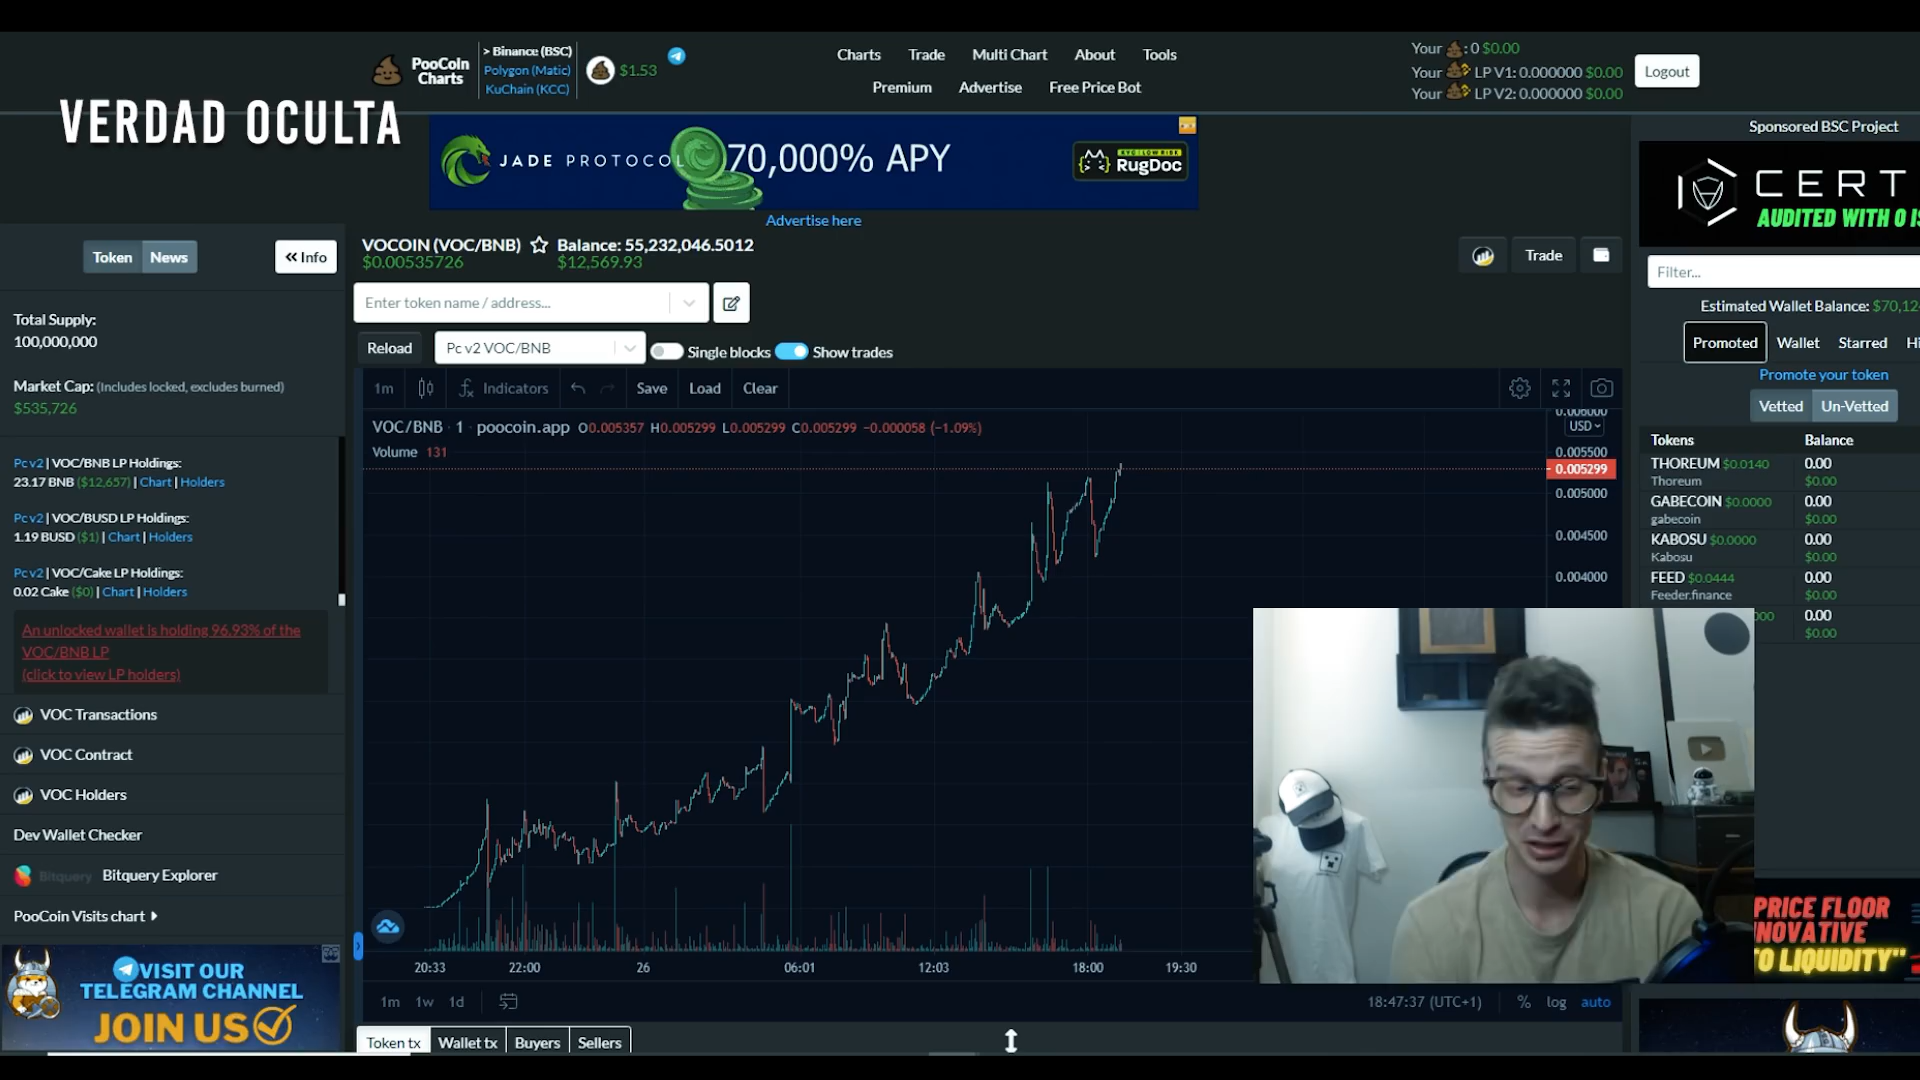 PooCoin
Charts
> Binance (BSC)
Polygon (Matic)
KuChain (KCC)
$1.53
Charts
Trade
Multi Chart
About
Tools
Premium
Advertise
Free Price Bot
Your : 0 $0.00
Your LP V1: 0.000000 $0.00
Your LP V2: 0.000000 $0.00
Logout
VERDAD OCULTA
JADE PROTOCOL
70,000% APY
RugDoc
Advertise here
Sponsored BSC Project
CERT
AUDITED WITH 0 IS
Token
News
« Info
Total Supply:
100,000,000
Market Cap: (Includes locked, excludes burned)
$535,726
Pc v2 | VOC/BNB LP Holdings:
23.17 BNB ($12,657) | Chart | Holders
Pc v2 | VOC/BUSD LP Holdings:
1.19 BUSD ($1) | Chart | Holders
Pc v2 | VOC/Cake LP Holdings:
0.02 Cake ($0) | Chart | Holders
An unlocked wallet is holding 96.93% of the
VOC/BNB LP
(click to view LP holders)
VOC Transactions
VOC Contract
VOC Holders
Dev Wallet Checker
Bitquery Bitquery Explorer
PooCoin Visits chart
VISIT OUR
TELEGRAM CHANNEL
JOIN US
VOCOIN (VOC/BNB)
$0.00535726
Balance: 55,232,046.5012
$12,569.93
Trade
Enter token name / address...
Reload
Pc v2 VOC/BNB
Single blocks
Show trades
1m
Indicators
Save
Load
Clear
VOC/BNB · 1 · poocoin.app O0.005357 H0.005299 L0.005299 C0.005299 −0.000058 (−1.09%)
Volume 131
0.006000
USD
0.005500
0.005299
0.005000
0.004500
0.004000
20:33
22:00
26
06:01
12:03
18:00
19:30
1m
1w
1d
18:47:37 (UTC+1)
%
log
auto
Token tx
Wallet tx
Buyers
Sellers
Filter...
Estimated Wallet Balance: $70,12
Promoted
Wallet
Starred
Hi
Promote your token
Vetted
Un-Vetted
Tokens
Balance
THOREUM $0.0140
Thoreum
0.00
$0.00
GABECOIN $0.0000
gabecoin
0.00
$0.00
KABOSU $0.0000
Kabosu
0.00
$0.00
FEED $0.0444
Feeder.finance
0.00
$0.00
0.00
$0.00
PRICE FLOOR
NOVATIVE
TO LIQUIDITY"